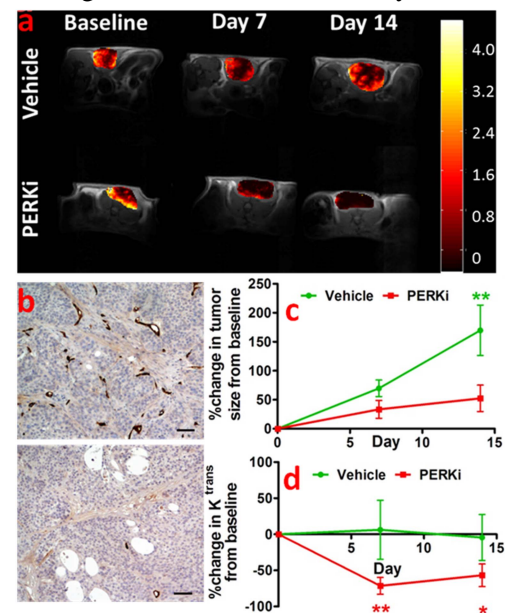 a
Baseline Day 7 Day 14
Vehicle
PERKi
4.0
3.2
2.4
1.6
0.8
0
b
c
%change in tumor
size from baseline
250
200
150
100
50
0
Vehicle PERKi
**
5 10 15
Day
d
%change in K^trans
from baseline
100
50
0
-50
-100
Vehicle PERKi
5 10 15
Day
** *